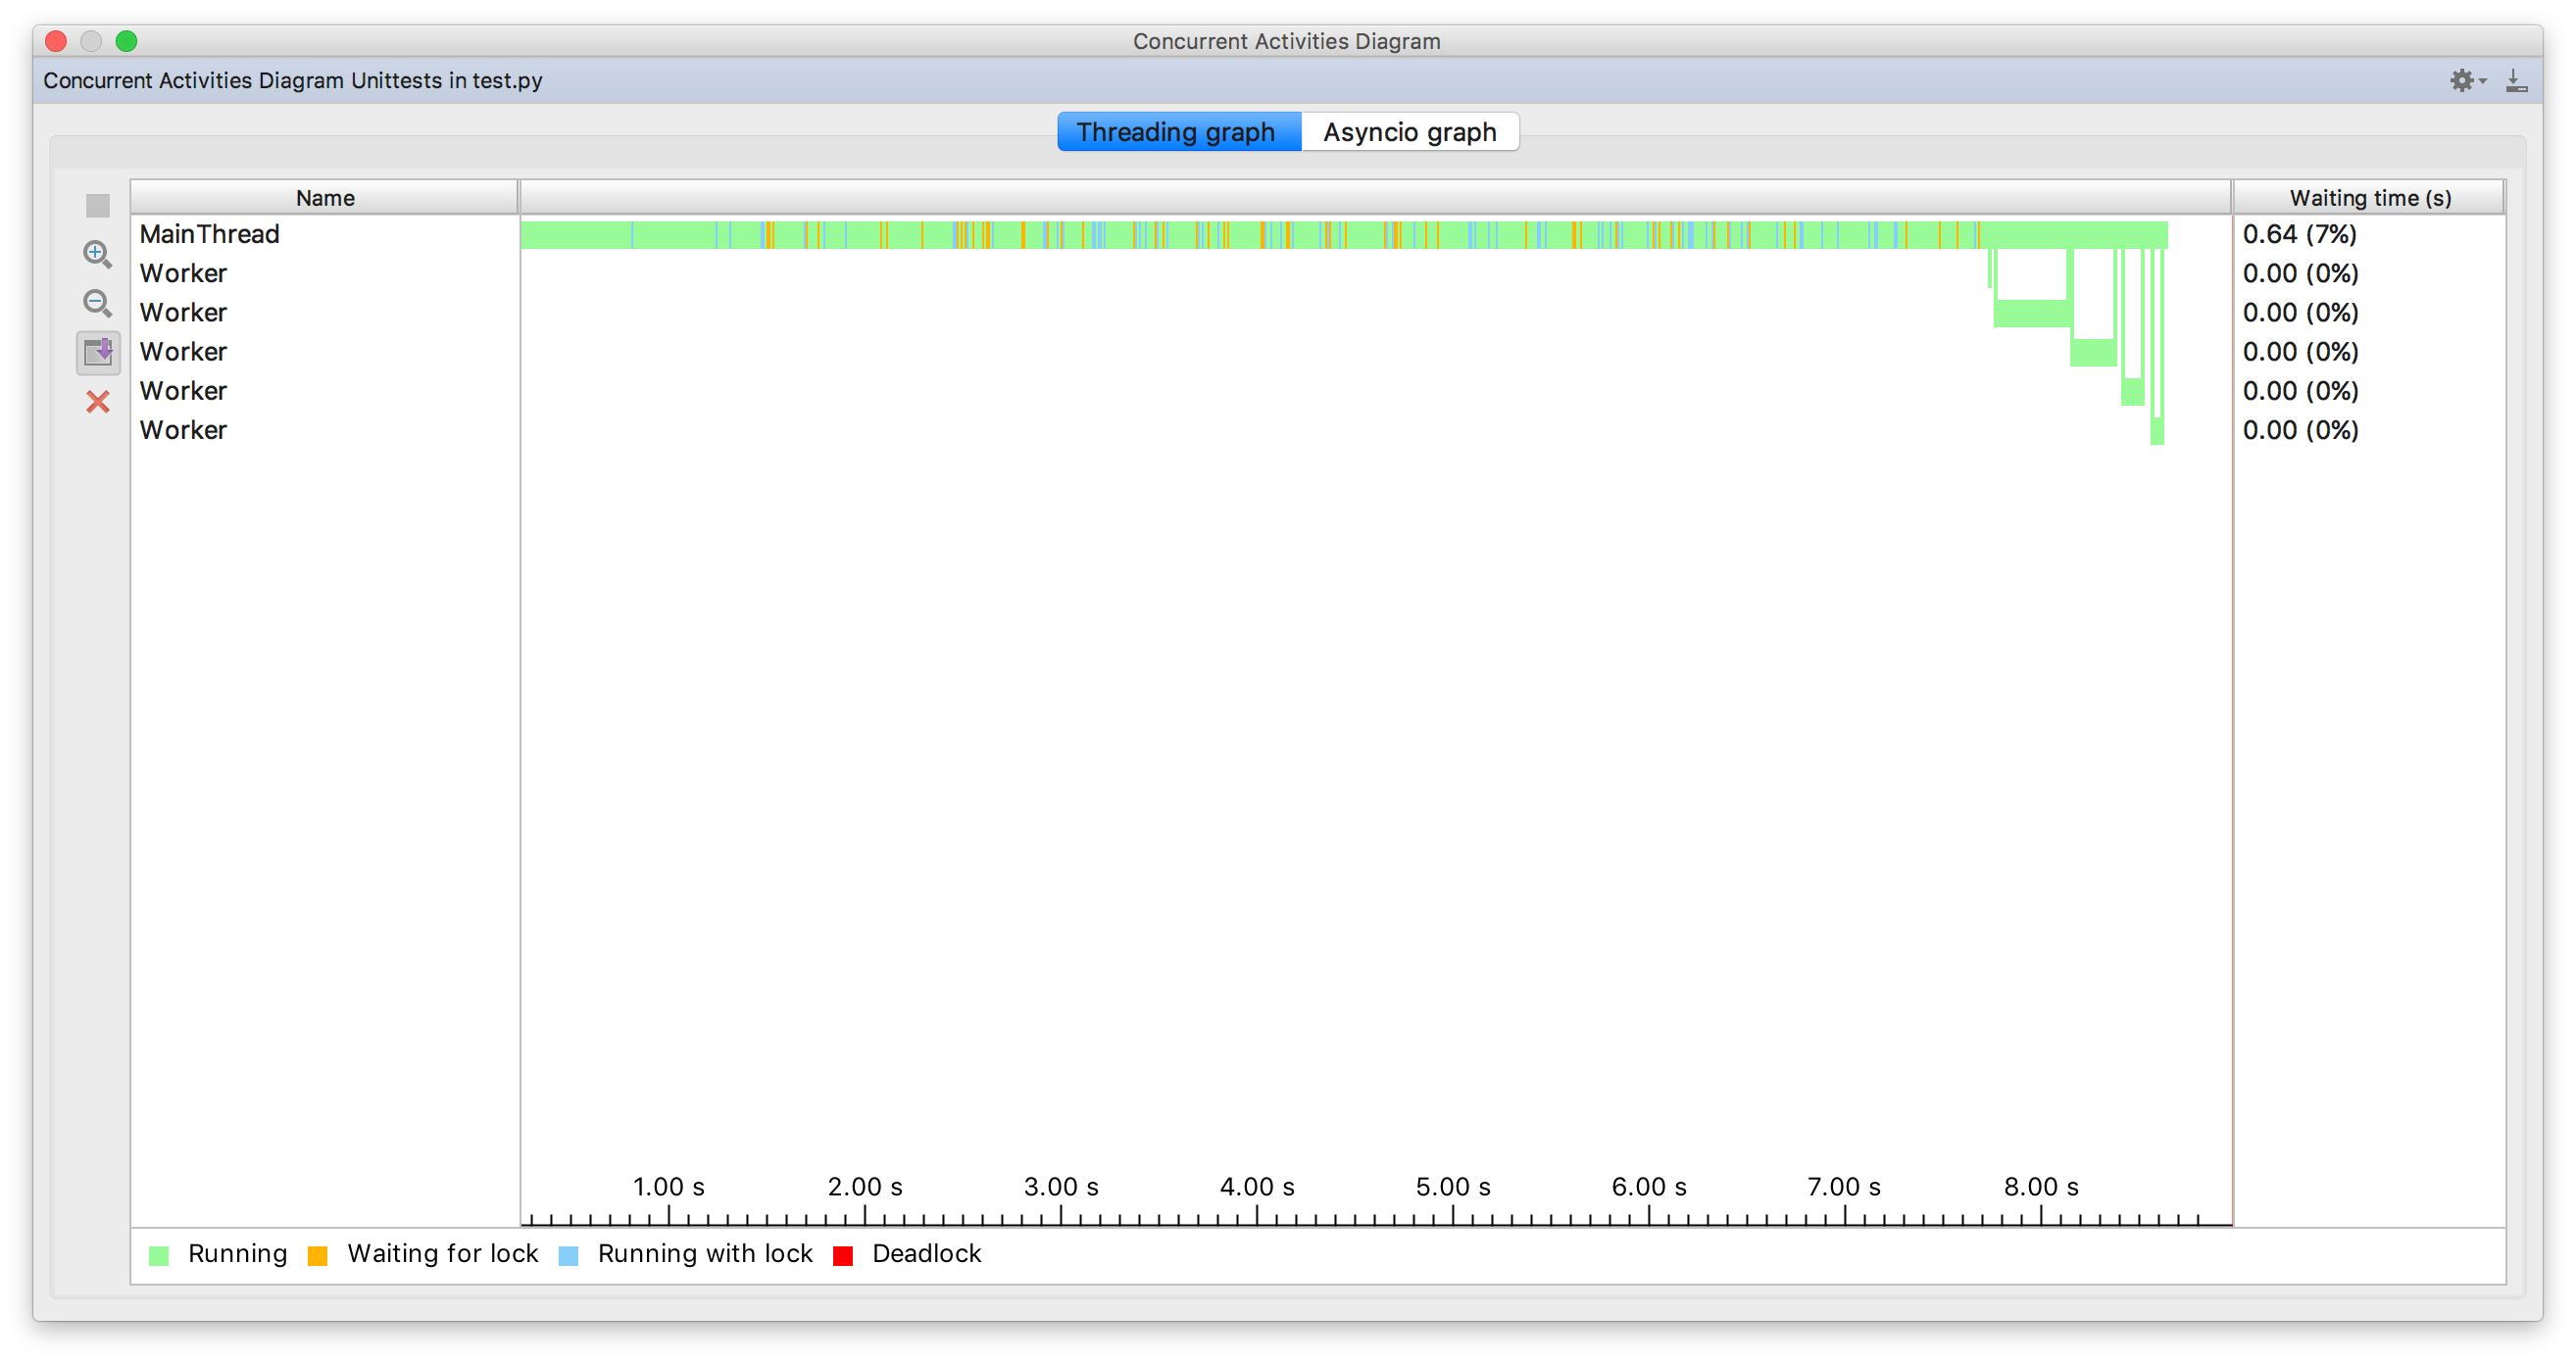 Concurrent Activities Diagram
Concurrent Activities Diagram Unittests in test.py
Threading graph Asyncio graph
Name Waiting time (s)
MainThread 0.64 (7%)
Worker 0.00 (0%)
Worker 0.00 (0%)
Worker 0.00 (0%)
Worker 0.00 (0%)
Worker 0.00 (0%)
1.00 s 2.00 s 3.00 s 4.00 s 5.00 s 6.00 s 7.00 s 8.00 s
Running Waiting for lock Running with lock Deadlock